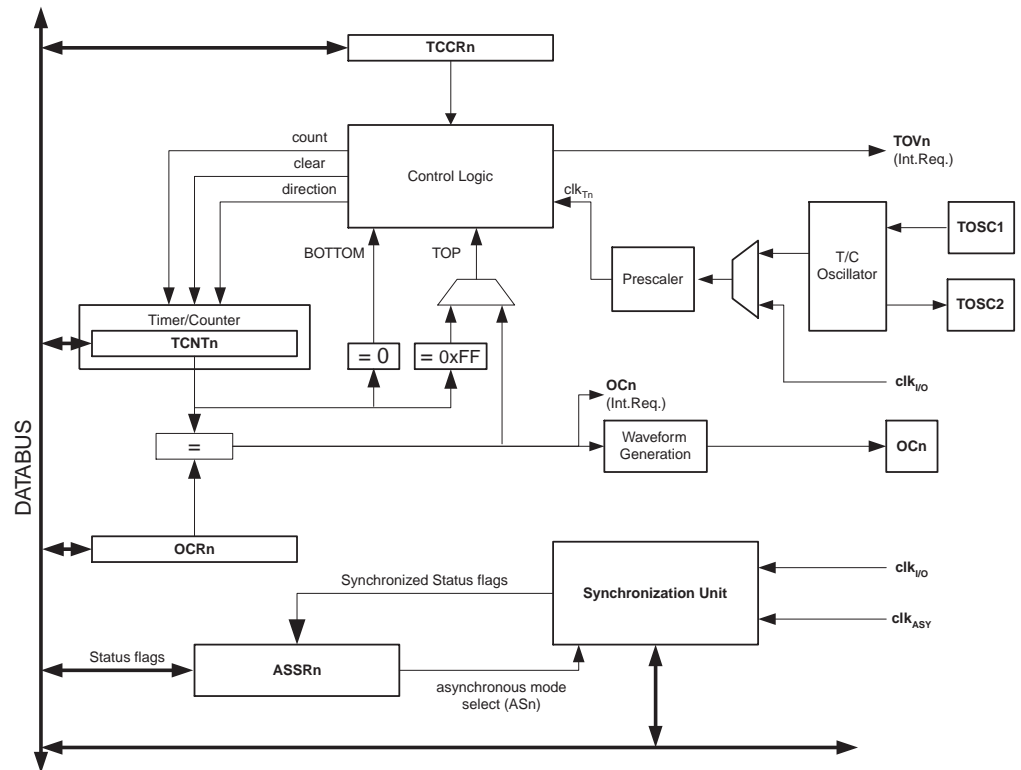 TCCRn
count
clear
direction
Control Logic
TOVn
(Int.Req.)
clkTn
BOTTOM
TOP
TOSC1
T/C
Oscillator
Prescaler
TOSC2
Timer/Counter
TCNTn
= 0
= 0xFF
clkI/O
OCn
(Int.Req.)
=
Waveform
Generation
OCn
DATABUS
OCRn
Synchronized Status flags
Synchronization Unit
clkI/O
clkASY
Status flags
ASSRn
asynchronous mode
select (ASn)